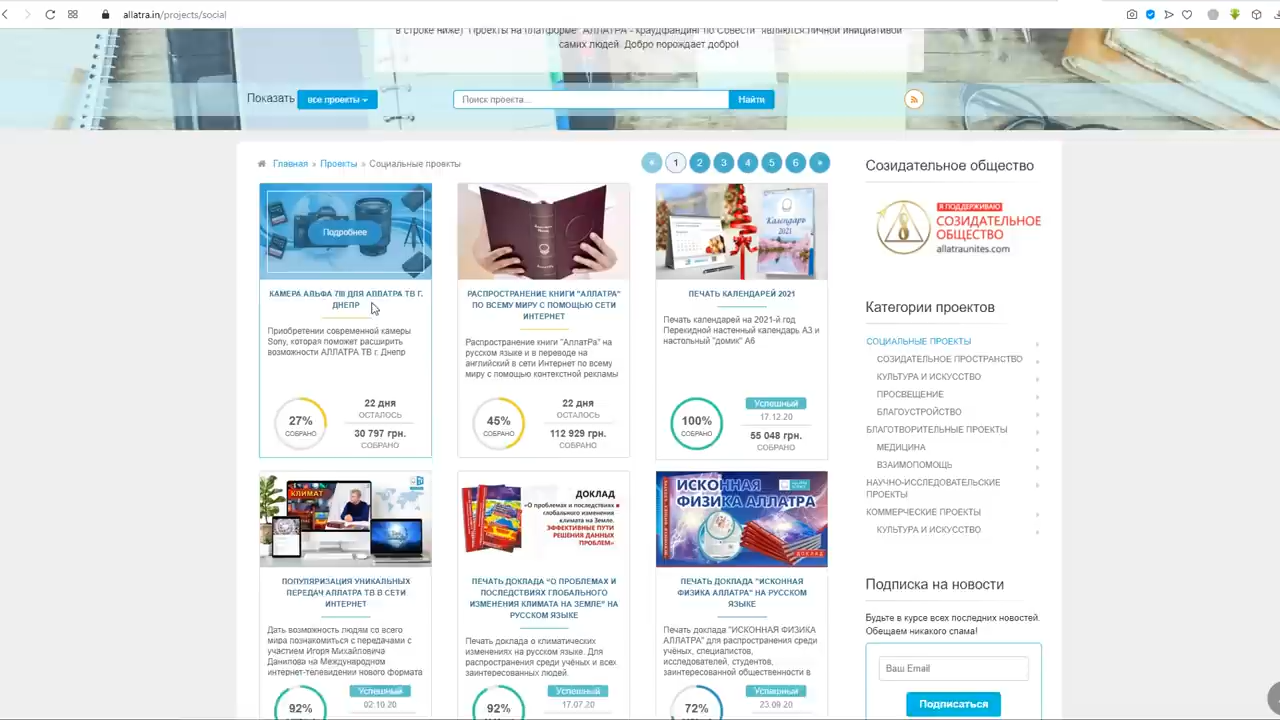 allatra.in/projects/social
в строке ниже). Проекты на платформе "АЛЛАТРА - краудфандинг по Совести" являются личной инициативой
самих людей. Добро порождает добро!
Показать все проекты
Поиск проекта...
Найти
Главная » Проекты » Социальные проекты
« 1 2 3 4 5 6 »
Подробнее
КАМЕРА АЛЬФА 7III ДЛЯ АЛЛАТРА ТВ Г.
ДНЕПР
Приобретении современной камеры
Sony, которая поможет расширить
возможности АЛЛАТРА ТВ г. Днепр
27%
СОБРАНО
22 дня
ОСТАЛОСЬ
30 797 грн.
СОБРАНО
РАСПРОСТРАНЕНИЕ КНИГИ "АЛЛАТРА"
ПО ВСЕМУ МИРУ С ПОМОЩЬЮ СЕТИ
ИНТЕРНЕТ
Распространение книги "АллатРа" на
русском языке и в переводе на
английский в сети Интернет по всему
миру с помощью контекстной рекламы
45%
СОБРАНО
22 дня
ОСТАЛОСЬ
112 929 грн.
СОБРАНО
Календарь
2021
ПЕЧАТЬ КАЛЕНДАРЕЙ 2021
Печать календарей на 2021-й год
Перекидной настенный календарь А3 и
настольный "домик" А6
100%
СОБРАНО
Успешный
17.12.20
55 048 грн.
СОБРАНО
КЛИМАТ
ПОПУЛЯРИЗАЦИЯ УНИКАЛЬНЫХ
ПЕРЕДАЧ АЛЛАТРА ТВ В СЕТИ
ИНТЕРНЕТ
Дать возможность людям со всего
мира познакомиться с передачами с
участием Игоря Михайловича
Данилова на Международном
интернет-телевидении нового формата
92%
Успешный
02.10.20
ДОКЛАД
«О проблемах и последствиях
глобального изменения
климата на Земле.
ЭФФЕКТИВНЫЕ ПУТИ
РЕШЕНИЯ ДАННЫХ
ПРОБЛЕМ»
ПЕЧАТЬ ДОКЛАДА “О ПРОБЛЕМАХ И
ПОСЛЕДСТВИЯХ ГЛОБАЛЬНОГО
ИЗМЕНЕНИЯ КЛИМАТА НА ЗЕМЛЕ” НА
РУССКОМ ЯЗЫКЕ
Печать доклада о климатических
изменениях на русском языке. Для
распространения среди учёных и всех
заинтересованных людей.
92%
Успешный
17.07.20
ИСКОННАЯ
ФИЗИКА АЛЛАТРА
ПЕЧАТЬ ДОКЛАДА "ИСКОННАЯ
ФИЗИКА АЛЛАТРА" НА РУССКОМ
ЯЗЫКЕ
Печать доклада "ИСКОННАЯ ФИЗИКА
АЛЛАТРА" для распространения среди
учёных, специалистов,
исследователей, студентов,
заинтересованной общественности в
72%
Успешный
23.09.20
Созидательное общество
Я ПОДДЕРЖИВАЮ
СОЗИДАТЕЛЬНОЕ
ОБЩЕСТВО
allatraunites.com
Категории проектов
СОЦИАЛЬНЫЕ ПРОЕКТЫ
СОЗИДАТЕЛЬНОЕ ПРОСТРАНСТВО
КУЛЬТУРА И ИСКУССТВО
ПРОСВЕЩЕНИЕ
БЛАГОУСТРОЙСТВО
БЛАГОТВОРИТЕЛЬНЫЕ ПРОЕКТЫ
МЕДИЦИНА
ВЗАИМОПОМОЩЬ
НАУЧНО-ИССЛЕДОВАТЕЛЬСКИЕ
ПРОЕКТЫ
КОММЕРЧЕСКИЕ ПРОЕКТЫ
КУЛЬТУРА И ИСКУССТВО
Подписка на новости
Будьте в курсе всех последних новостей.
Обещаем никакого спама!
Ваш Email
Подписаться